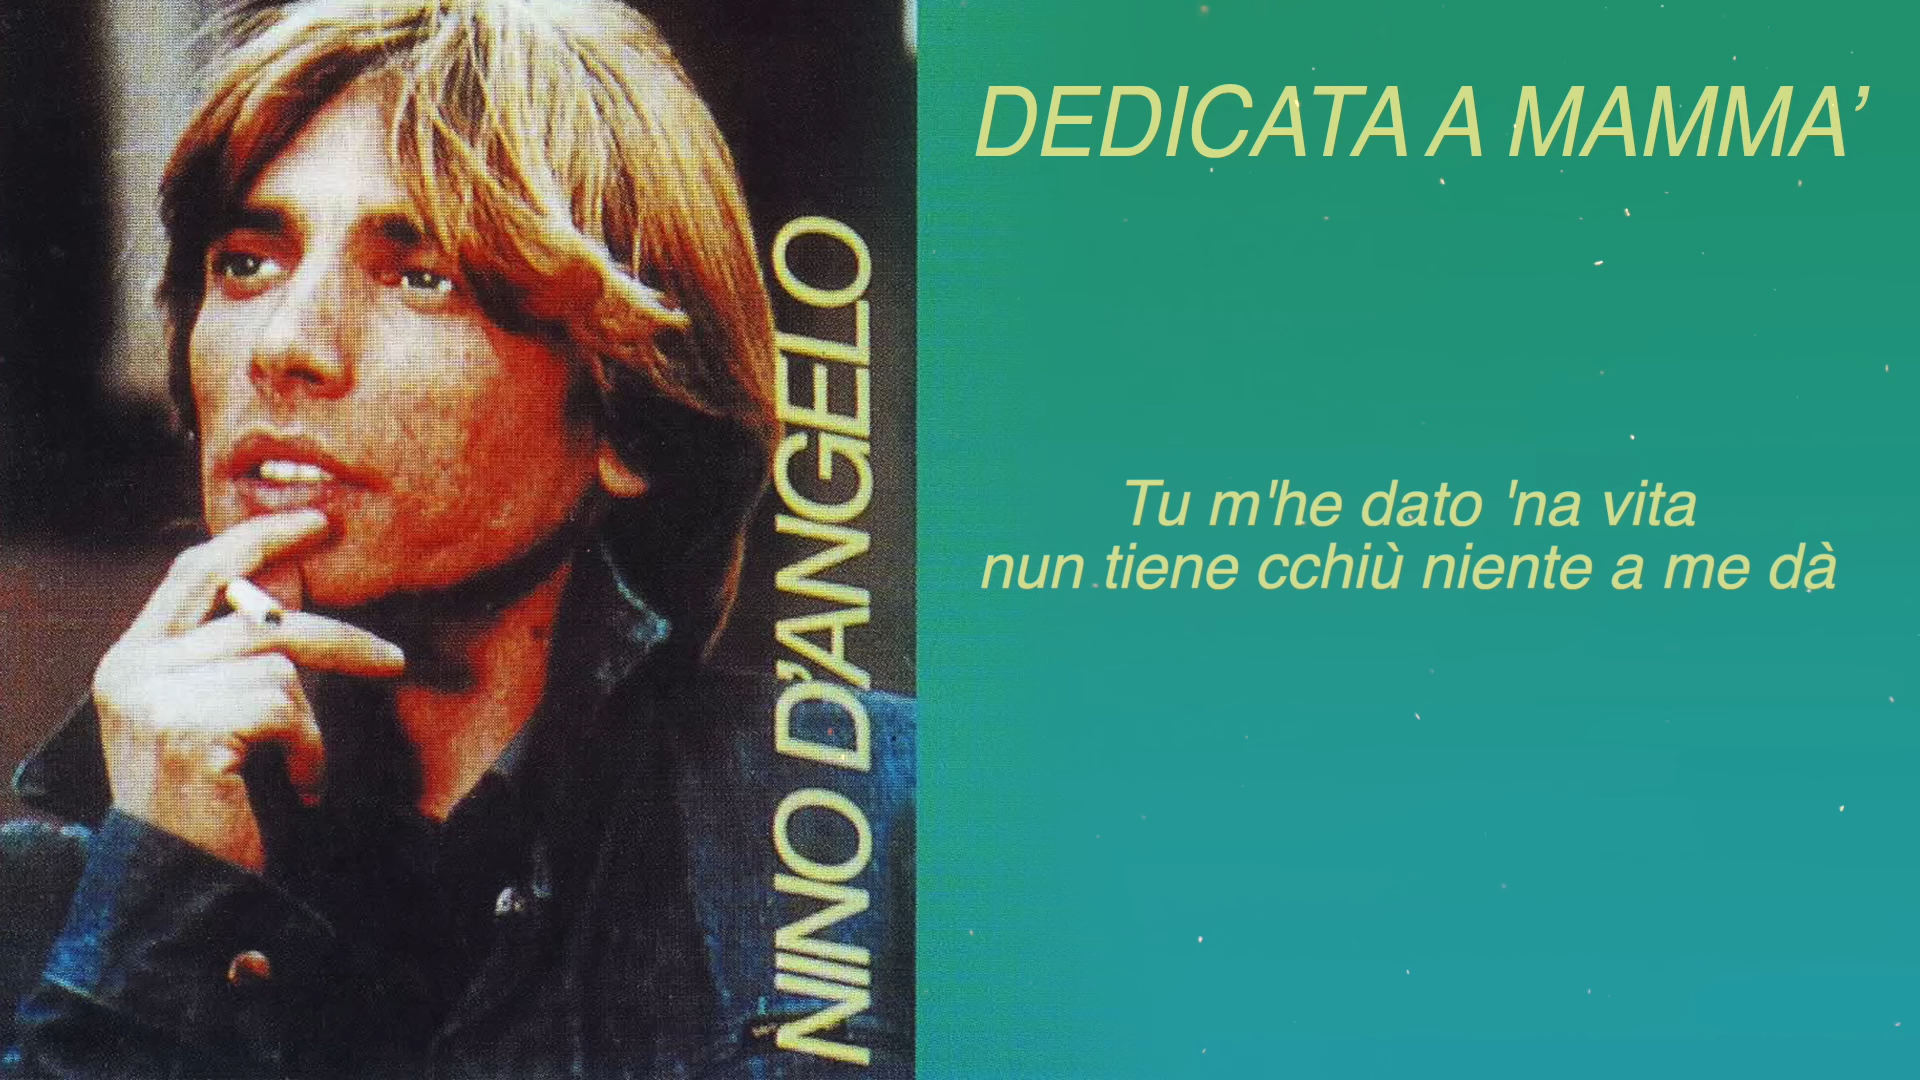 NINO D'ANGELO
DEDICATA A MAMMA’
Tu m'he dato 'na vita
nun tiene cchiù niente a me dà